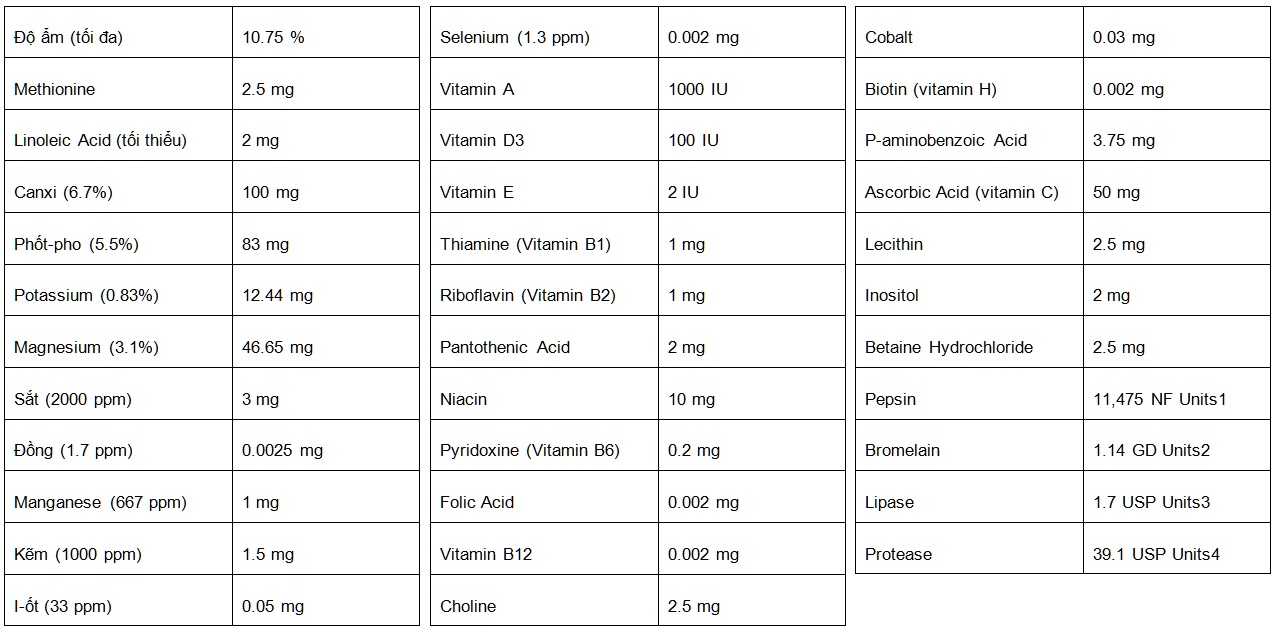 Độ ẩm (tối đa) 10.75 %
Methionine 2.5 mg
Linoleic Acid (tối thiểu) 2 mg
Canxi (6.7%) 100 mg
Phốt-pho (5.5%) 83 mg
Potassium (0.83%) 12.44 mg
Magnesium (3.1%) 46.65 mg
Sắt (2000 ppm) 3 mg
Đồng (1.7 ppm) 0.0025 mg
Manganese (667 ppm) 1 mg
Kẽm (1000 ppm) 1.5 mg
I-ốt (33 ppm) 0.05 mg
Selenium (1.3 ppm) 0.002 mg
Vitamin A 1000 IU
Vitamin D3 100 IU
Vitamin E 2 IU
Thiamine (Vitamin B1) 1 mg
Riboflavin (Vitamin B2) 1 mg
Pantothenic Acid 2 mg
Niacin 10 mg
Pyridoxine (Vitamin B6) 0.2 mg
Folic Acid 0.002 mg
Vitamin B12 0.002 mg
Choline 2.5 mg
Cobalt 0.03 mg
Biotin (vitamin H) 0.002 mg
P-aminobenzoic Acid 3.75 mg
Ascorbic Acid (vitamin C) 50 mg
Lecithin 2.5 mg
Inositol 2 mg
Betaine Hydrochloride 2.5 mg
Pepsin 11,475 NF Units1
Bromelain 1.14 GD Units2
Lipase 1.7 USP Units3
Protease 39.1 USP Units4